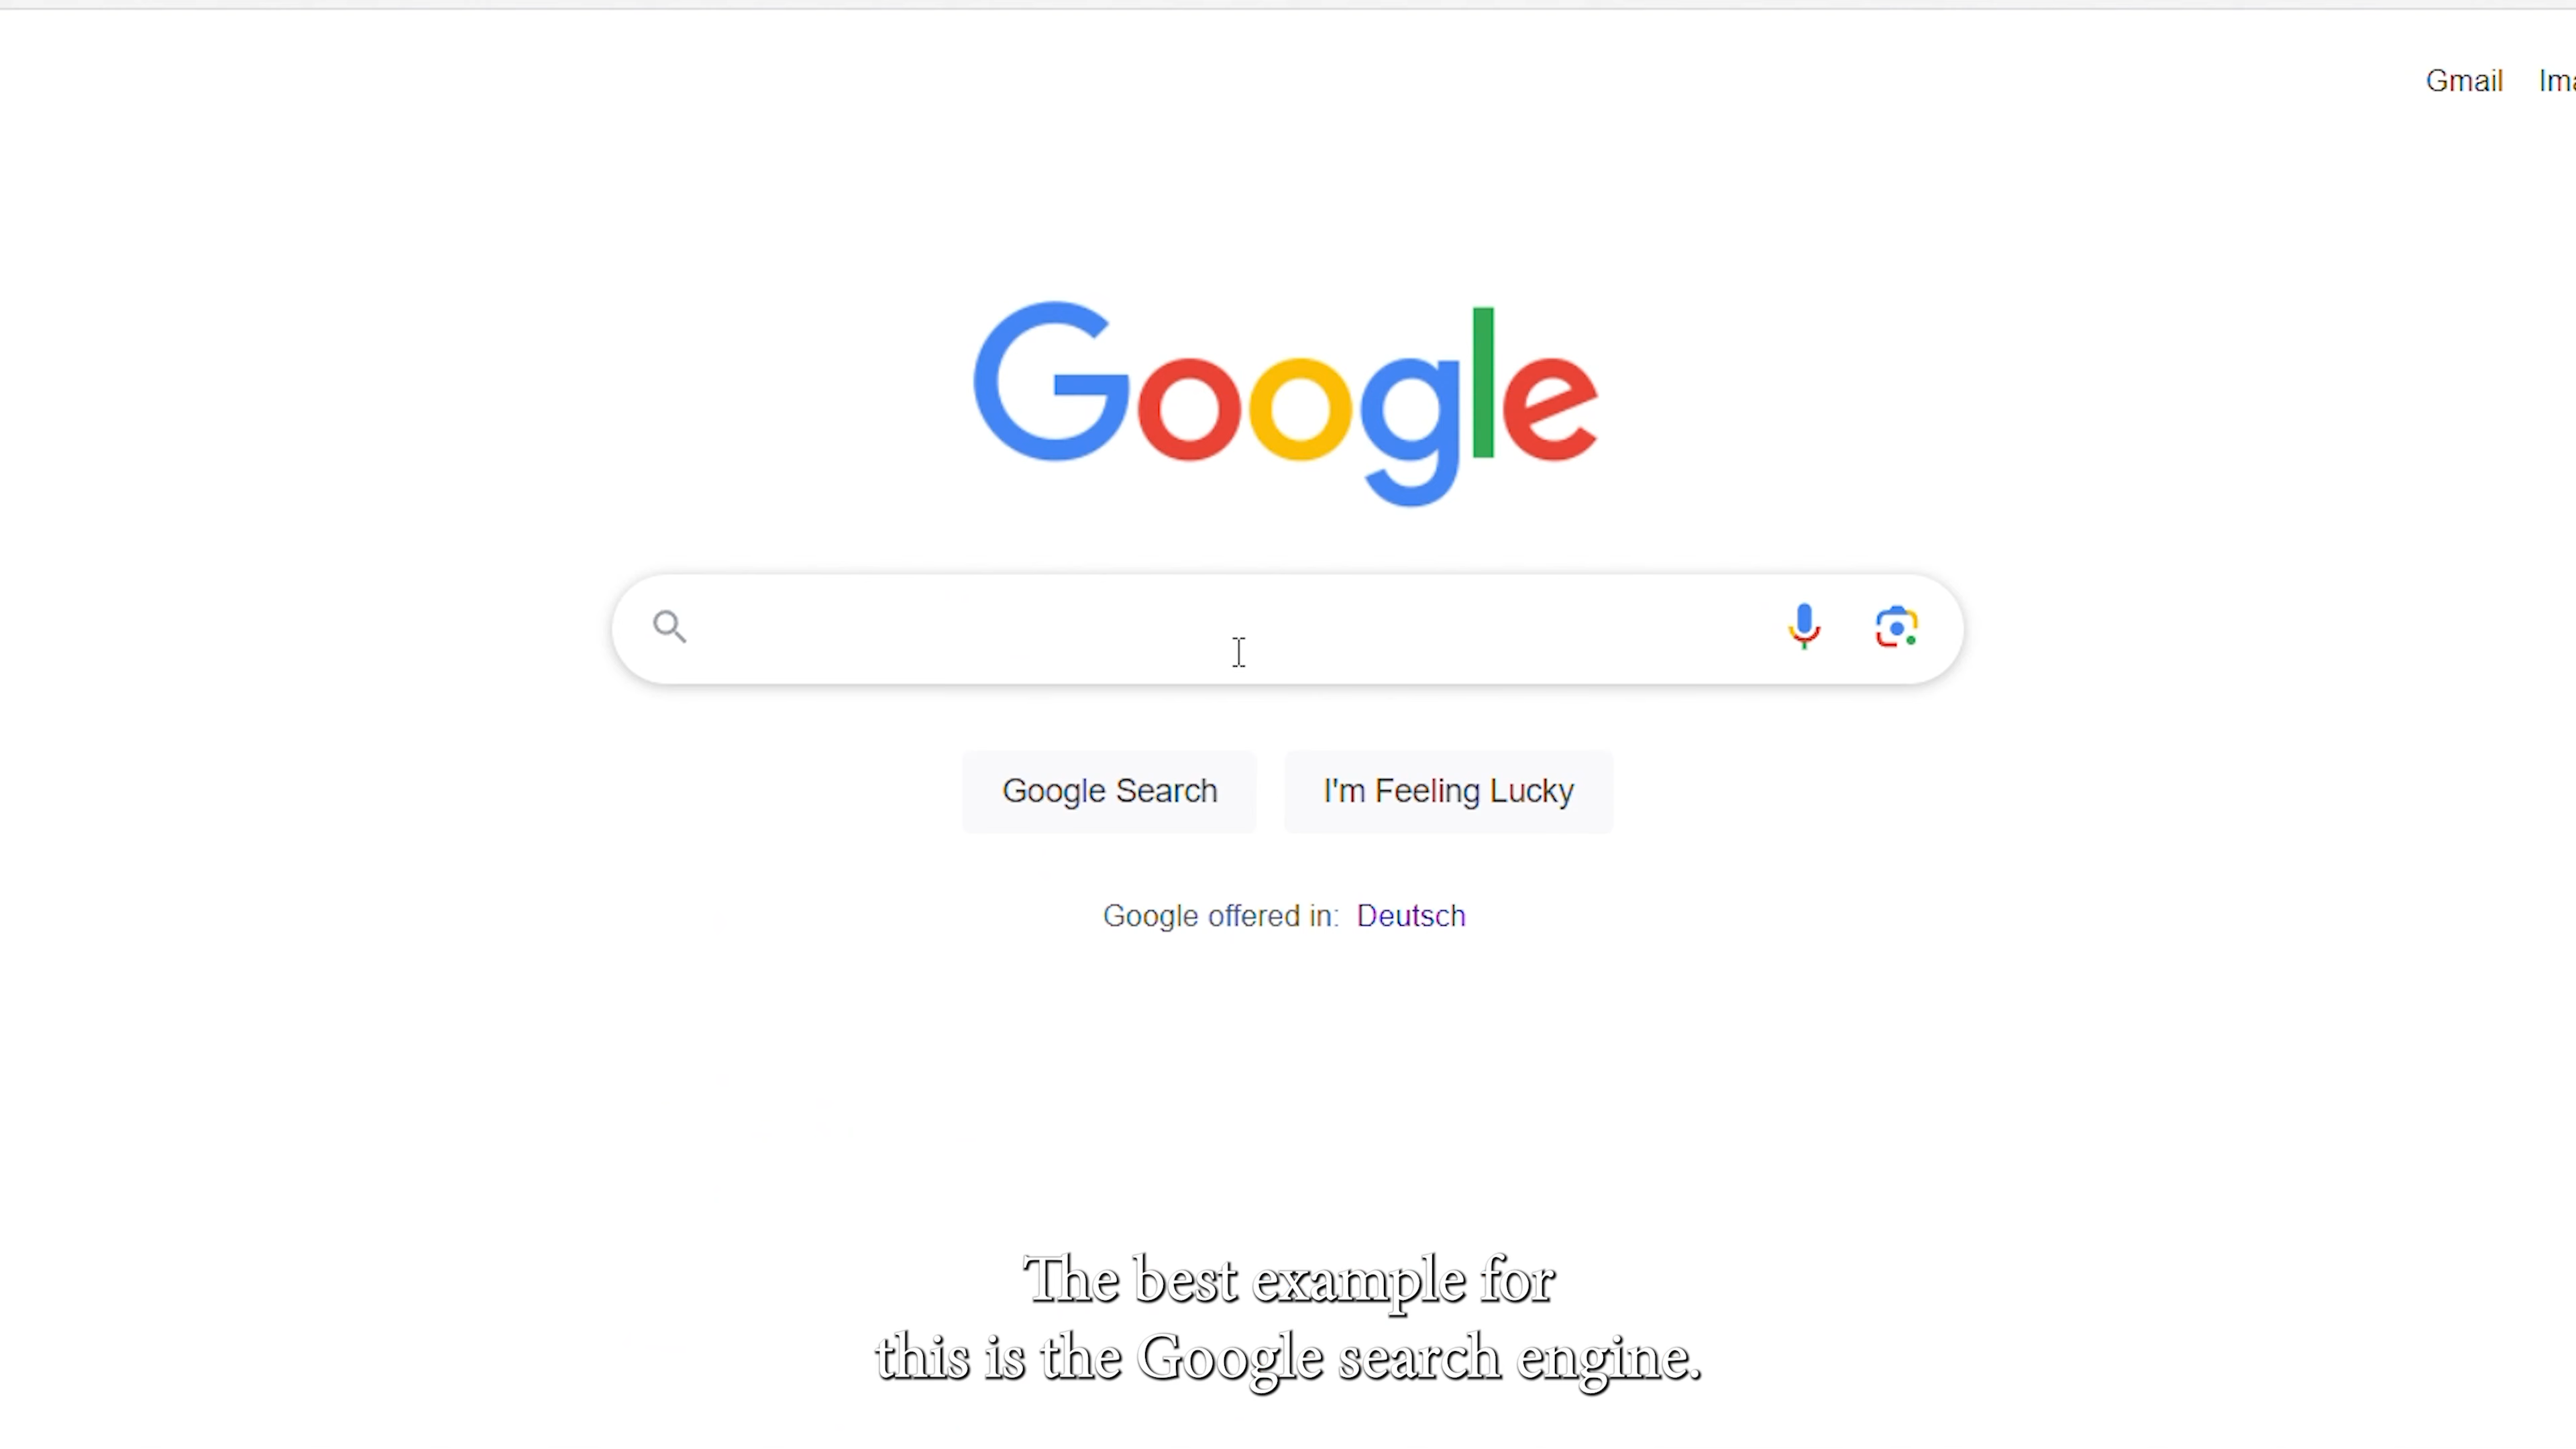 Gmail
Google
Google Search
I'm Feeling Lucky
Google offered in: Deutsch
The best example for
this is the Google search engine.